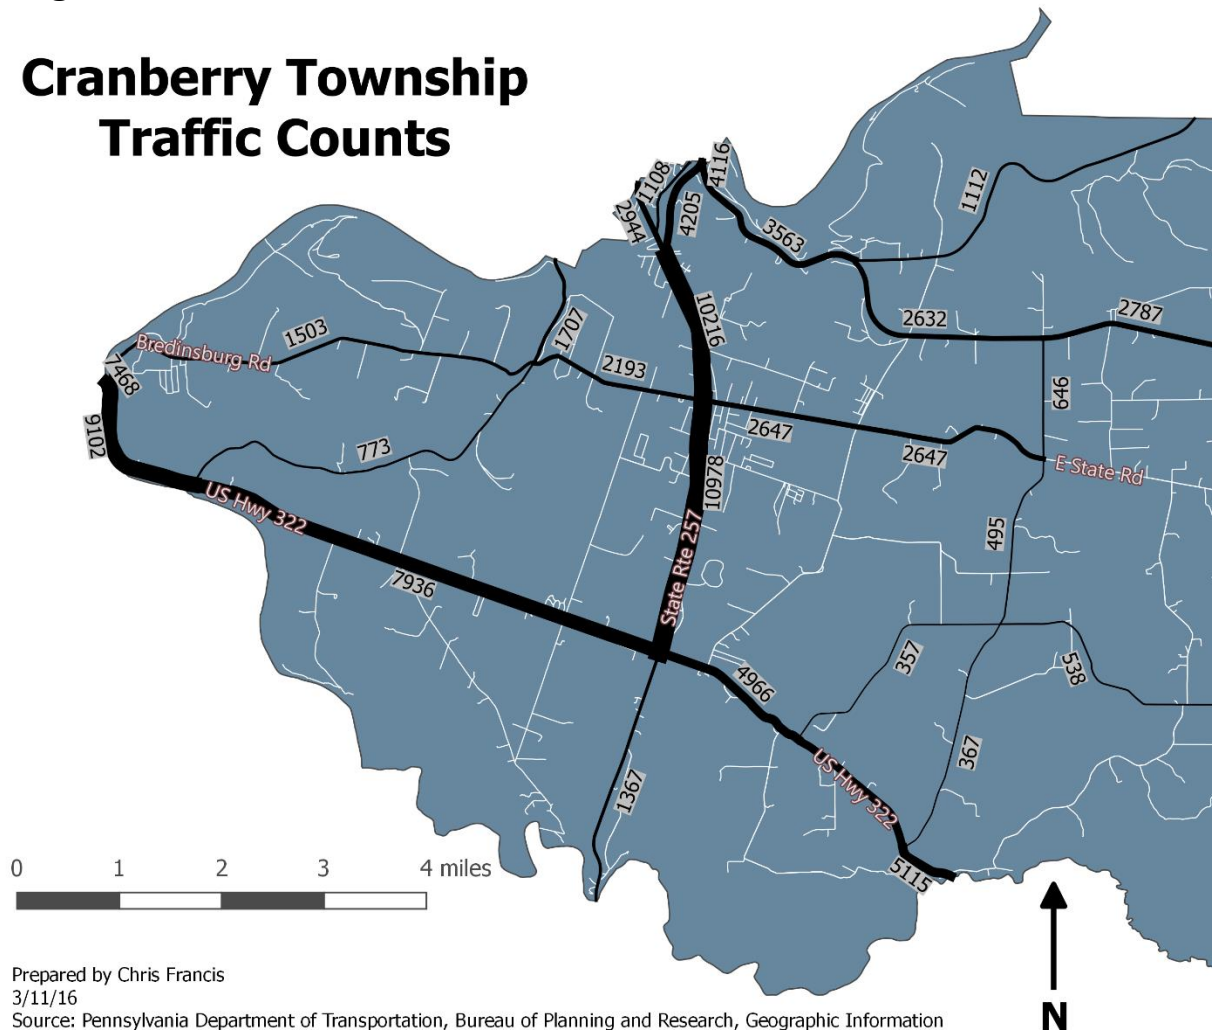 Cranberry Township
Traffic Counts
4116
1108
1112
2944
4205
3563
10216
2787
2632
1503
1707
Bredinsburg Rd
2193
7468
646
9102
2647
773
2647
E State Rd
10978
US Hwy 322
495
State Rte 257
7936
357
538
4966
367
US Hwy 322
1367
5115
0 1 2 3 4 miles
Prepared by Chris Francis
3/11/16
Source: Pennsylvania Department of Transportation, Bureau of Planning and Research, Geographic Information
N